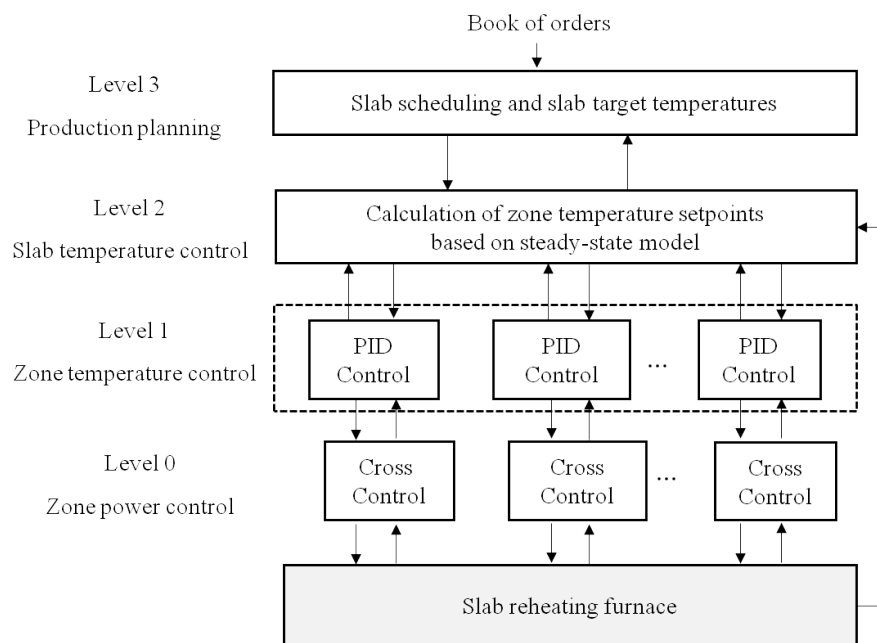 Book of orders
Level 3
Production planning
Slab scheduling and slab target temperatures
Level 2
Slab temperature control
Calculation of zone temperature setpoints
based on steady-state model
Level 1
Zone temperature control
PID
Control
PID
Control
...
PID
Control
Level 0
Zone power control
Cross
Control
Cross
Control
...
Cross
Control
Slab reheating furnace